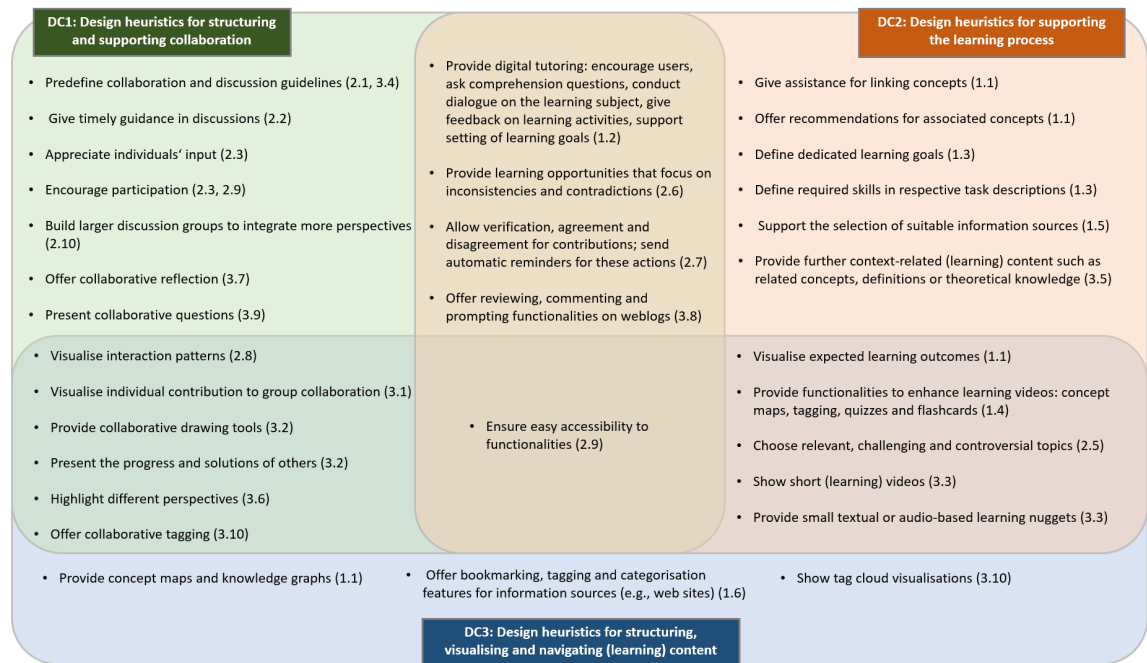 DC1: Design heuristics for structuring
and supporting collaboration
• Predefine collaboration and discussion guidelines (2.1, 3.4)
• Give timely guidance in discussions (2.2)
• Appreciate individuals‘ input (2.3)
• Encourage participation (2.3, 2.9)
• Build larger discussion groups to integrate more perspectives
(2.10)
• Offer collaborative reflection (3.7)
• Present collaborative questions (3.9)
• Provide digital tutoring: encourage users,
ask comprehension questions, conduct
dialogue on the learning subject, give
feedback on learning activities, support
setting of learning goals (1.2)
• Provide learning opportunities that focus on
inconsistencies and contradictions (2.6)
• Allow verification, agreement and
disagreement for contributions; send
automatic reminders for these actions (2.7)
• Offer reviewing, commenting and
prompting functionalities on weblogs (3.8)
DC2: Design heuristics for supporting
the learning process
• Give assistance for linking concepts (1.1)
• Offer recommendations for associated concepts (1.1)
• Define dedicated learning goals (1.3)
• Define required skills in respective task descriptions (1.3)
• Support the selection of suitable information sources (1.5)
• Provide further context-related (learning) content such as
related concepts, definitions or theoretical knowledge (3.5)
• Visualise interaction patterns (2.8)
• Visualise individual contribution to group collaboration (3.1)
• Provide collaborative drawing tools (3.2)
• Present the progress and solutions of others (3.2)
• Highlight different perspectives (3.6)
• Offer collaborative tagging (3.10)
• Ensure easy accessibility to
functionalities (2.9)
• Visualise expected learning outcomes (1.1)
• Provide functionalities to enhance learning videos: concept
maps, tagging, quizzes and flashcards (1.4)
• Choose relevant, challenging and controversial topics (2.5)
• Show short (learning) videos (3.3)
• Provide small textual or audio-based learning nuggets (3.3)
• Provide concept maps and knowledge graphs (1.1)
• Offer bookmarking, tagging and categorisation
features for information sources (e.g., web sites) (1.6)
• Show tag cloud visualisations (3.10)
DC3: Design heuristics for structuring,
visualising and navigating (learning) content